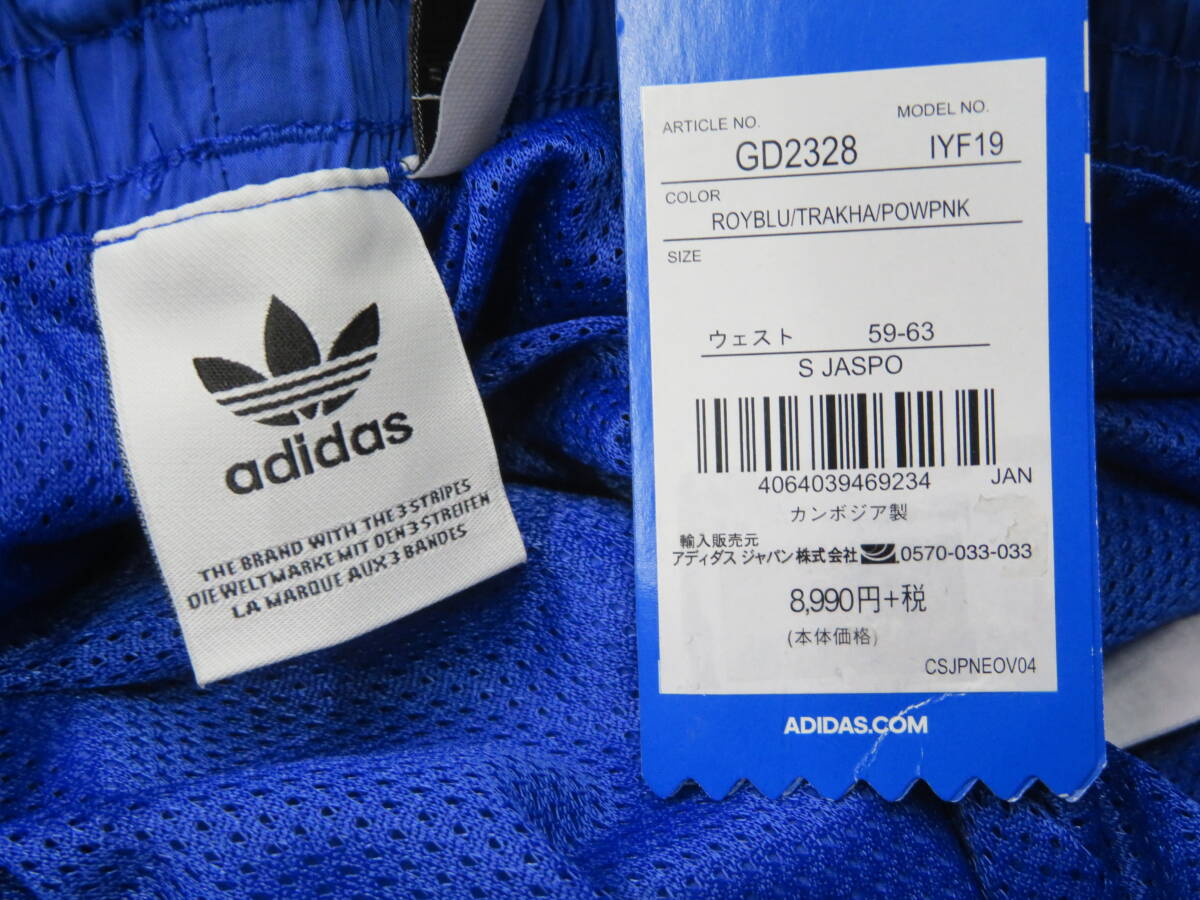 adidas
THE BRAND WITH THE 3 STRIPES
DIE WELTMARKE MIT DEN 3 STREIFEN
LA MARQUE AUX 3 BANDES
ARTICLE NO. MODEL NO.
GD2328 IYF19
COLOR
ROYBLU/TRAKHA/POWPNK
SIZE
ウェスト 59-63
S JASPO
4064039469234 JAN
カンボジア製
輸入販売元
アディダス ジャパン株式会社 0570-033-033
8,990円+税
(本体価格)
CSJPNEOV04
ADIDAS.COM